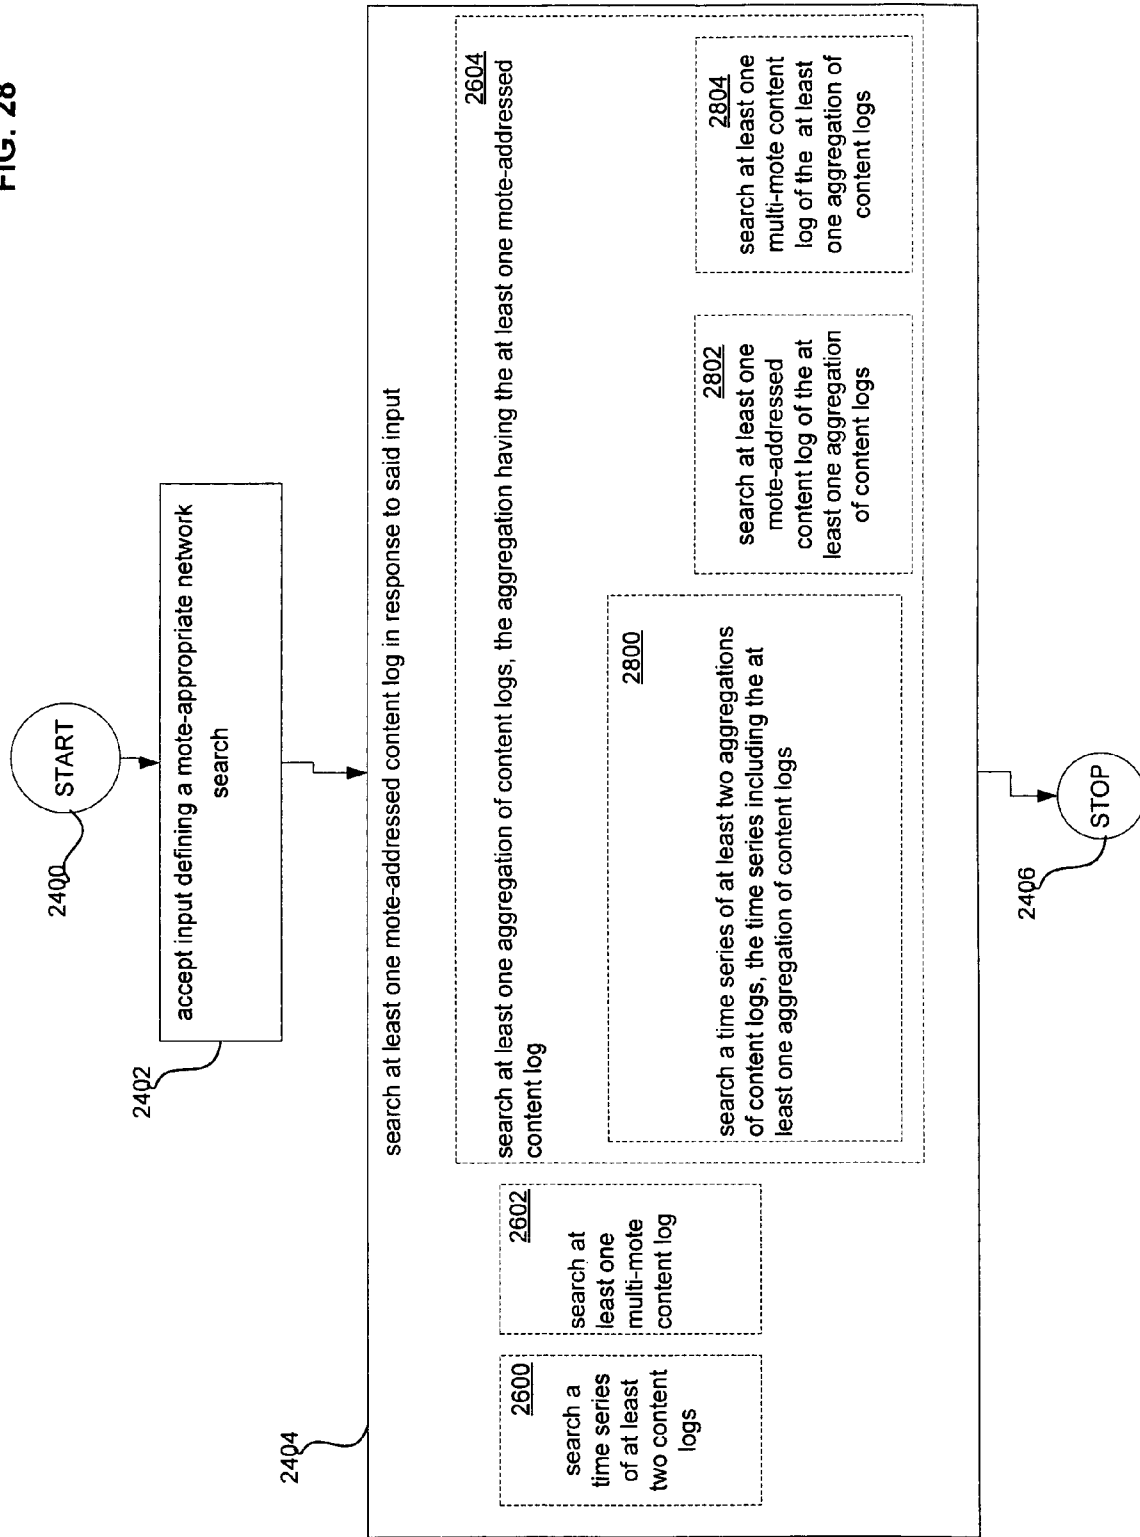 FIG. 28
START
2400
accept input defining a mote-appropriate network
search
2402
2404
search at least one mote-addressed content log in response to said input
2600
search a
time series
of at least
two content
logs
2602
search at
least one
multi-mote
content log
2604
search at least one aggregation of content logs, the aggregation having the at least one mote-addressed
content log
2800
search a time series of at least two aggregations
of content logs, the time series including the at
least one aggregation of content logs
2802
search at least one
mote-addressed
content log of the at
least one aggregation
of content logs
2804
search at least one
multi-mote content
log of the at least
one aggregation of
content logs
2406
STOP